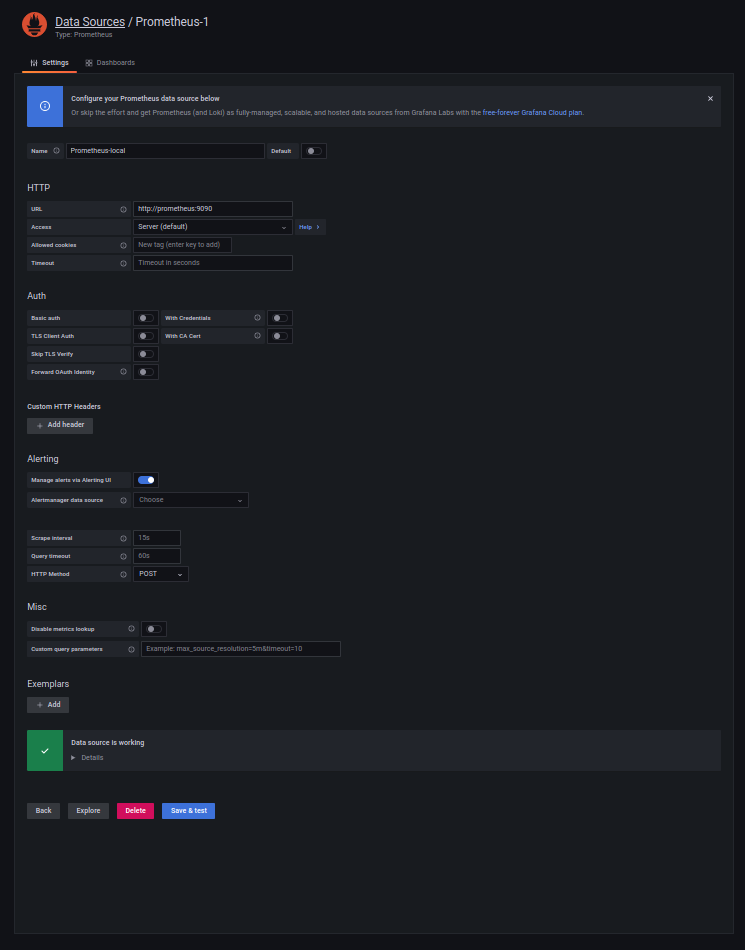 Data Sources / Prometheus-1
Type: Prometheus
Settings
Dashboards
Configure your Prometheus data source below
Or skip the effort and get Prometheus (and Loki) as fully-managed, scalable, and hosted data sources from Grafana Labs with the free-forever Grafana Cloud plan.
Name
Prometheus-local
Default
HTTP
URL
http://prometheus:9090
Access
Server (default)
Help
Allowed cookies
New tag (enter key to add)
Timeout
Timeout in seconds
Auth
Basic auth
With Credentials
TLS Client Auth
With CA Cert
Skip TLS Verify
Forward OAuth Identity
Custom HTTP Headers
Add header
Alerting
Manage alerts via Alerting UI
Alertmanager data source
Choose
Scrape interval
15s
Query timeout
60s
HTTP Method
POST
Misc
Disable metrics lookup
Custom query parameters
Example: max_source_resolution=5m&timeout=10
Exemplars
Add
Data source is working
Details
Back
Explore
Delete
Save & test